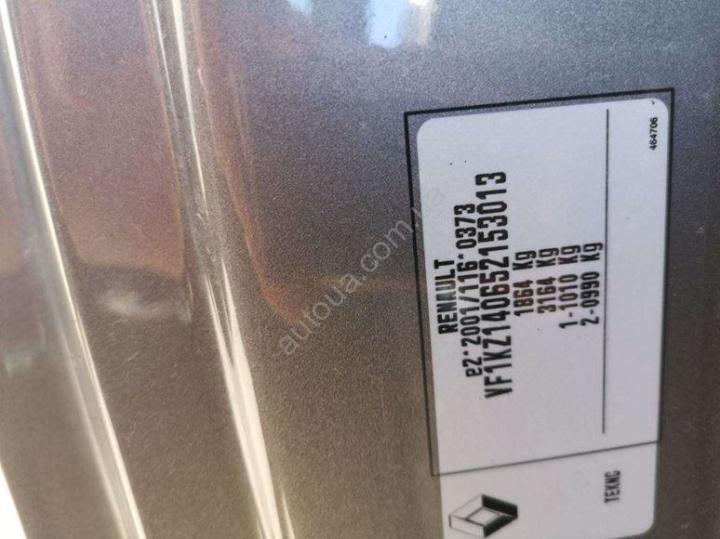 RENAULT
e2*2001/116*0373
VF1KZ140652153013
1864 Kg
3164 Kg
1-1010 Kg
2-0990 Kg
464706
TEKNG
autoua.com.ua